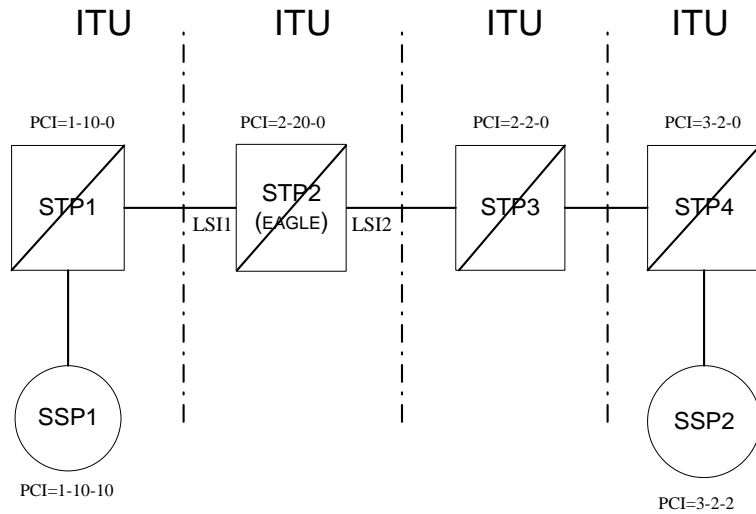 ITU ITU ITU ITU
PCI=1-10-0 PCI=2-20-0 PCI=2-2-0 PCI=3-2-0
STP1 STP2 STP3 STP4
(EAGLE)
LSI1 LSI2
SSP1 SSP2
PCI=1-10-10 PCI=3-2-2